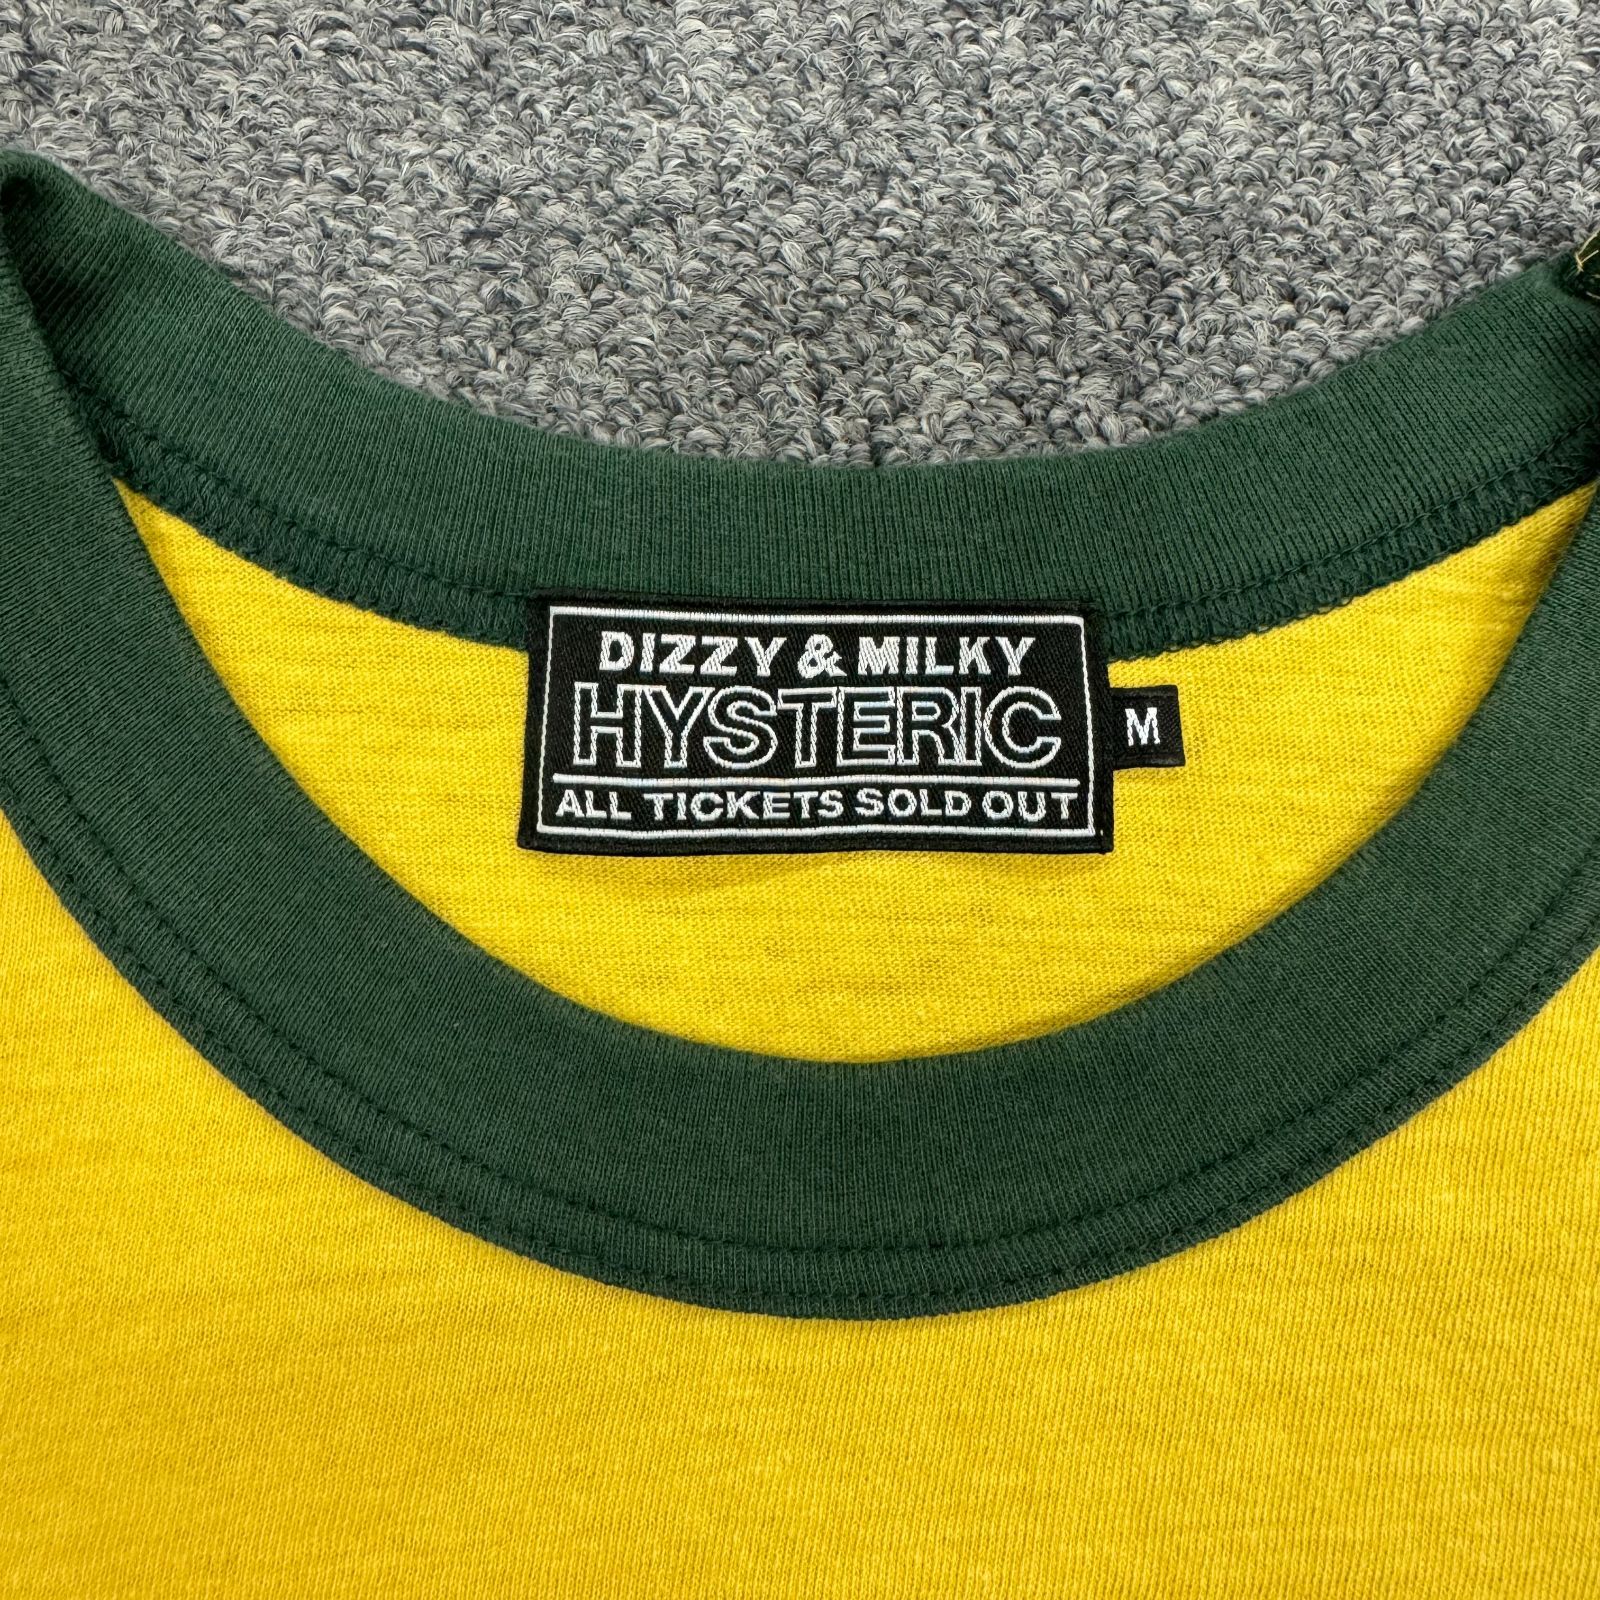 DIZZY & MILKY
HYSTERIC
ALL TICKETS SOLD OUT
M